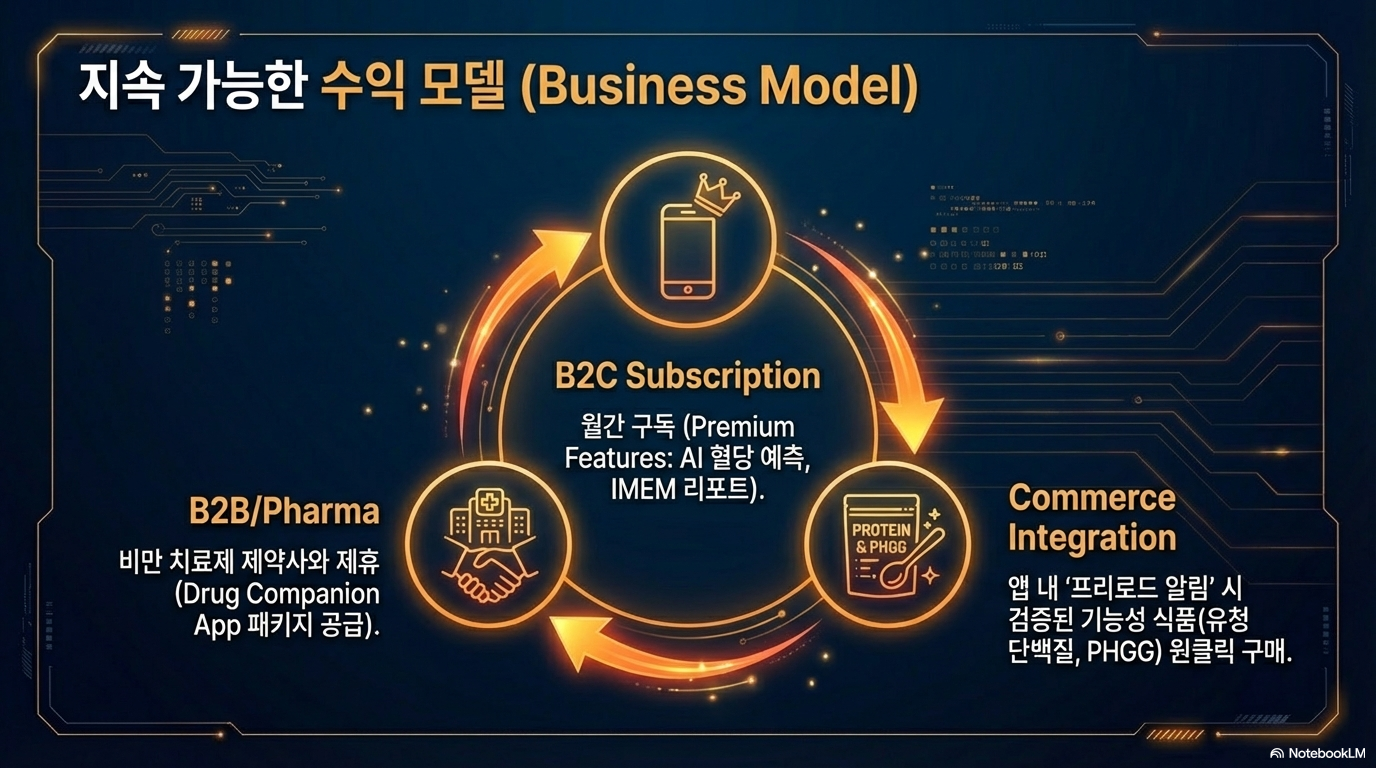 지속 가능한 수익 모델 (Business Model)
B2C Subscription
월간 구독 (Premium
Features: AI 혈당 예측,
IMEM 리포트).
B2B/Pharma
비만 치료제 제약사와 제휴
(Drug Companion
App 패키지 공급).
PROTEIN
& PHGG
Commerce
Integration
앱 내 ‘프리로드 알림’ 시
검증된 기능성 식품(유청
단백질, PHGG) 원클릭 구매.
NotebookLM